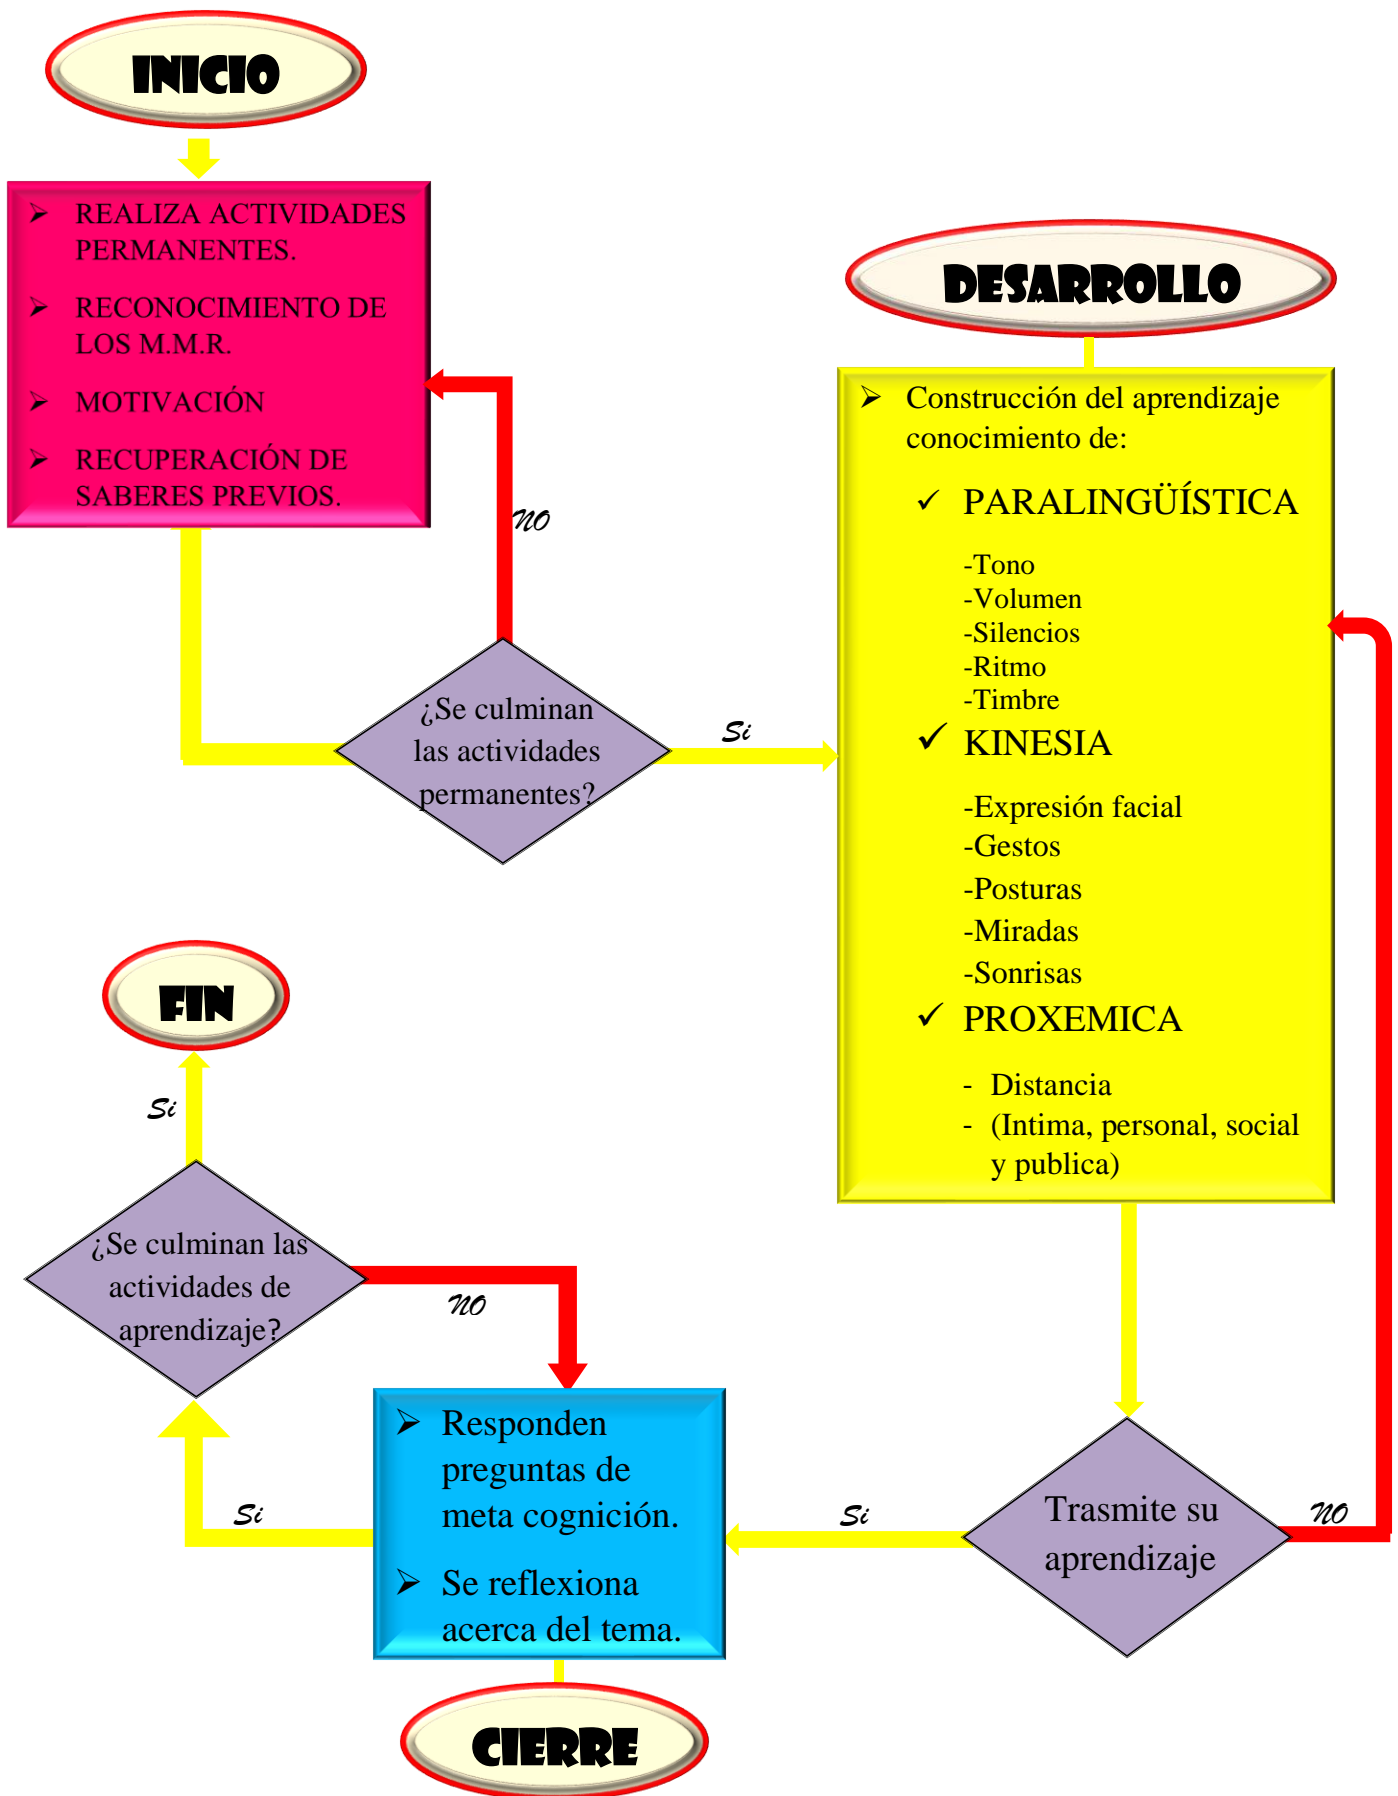 INICIO
➢ REALIZA ACTIVIDADES
PERMANENTES.
➢ RECONOCIMIENTO DE
LOS M.M.R.
➢ MOTIVACIÓN
➢ RECUPERACIÓN DE
SABERES PREVIOS.
NO
¿Se culminan
las actividades
permanentes?
Si
DESARROLLO
➢ Construcción del aprendizaje
conocimiento de:
✓ PARALINGÜÍSTICA
-Tono
-Volumen
-Silencios
-Ritmo
-Timbre
✓ KINESIA
-Expresión facial
-Gestos
-Posturas
-Miradas
-Sonrisas
✓ PROXEMICA
- Distancia
- (Intima, personal, social
y publica)
Trasmite su
aprendizaje
NO
Si
➢ Responden
preguntas de
meta cognición.
➢ Se reflexiona
acerca del tema.
CIERRE
Si
¿Se culminan las
actividades de
aprendizaje?
NO
Si
FIN